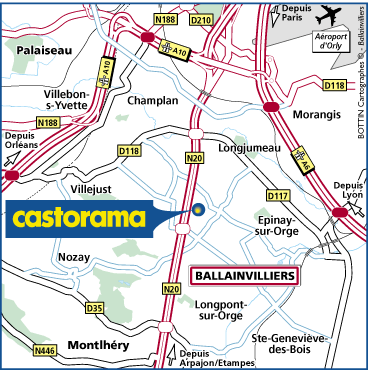 N188
D210
Depuis
Paris
Aéroport
d'Orly
Palaiseau
A10
A10
D118
Villebon-
s-Yvette
Champlan
Morangis
N188
Depuis
Orléans
D118
N20
Longjumeau
A6
Villejust
D117
Depuis
Lyon
castorama
Epinay-
sur-Orge
Nozay
BALLAINVILLIERS
N20
D35
Longpont-
sur-Orge
Ste-Geneviève-
des-Bois
N446
Montlhéry
Depuis
Arpajon/Etampes
BOTTIN Cartographes © - Ballainvilliers